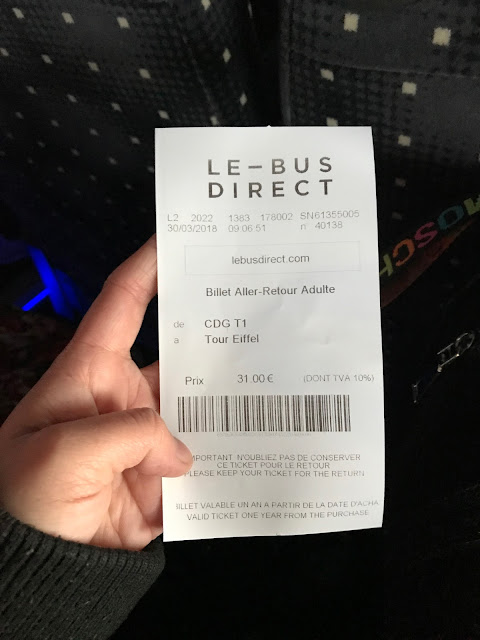 LE–BUS
DIRECT
L2 2022 1383 178002 SN61355005
30/03/2018 09 06 51 n° 40138
lebusdirect.com
Billet Aller-Retour Adulte
de CDG T1
a Tour Eiffel
Prix 31.00 € (DONT TVA 10%)
IMPORTANT N'OUBLIEZ PAS DE CONSERVER
CE TICKET POUR LE RETOUR
PLEASE KEEP YOUR TICKET FOR THE RETURN
BILLET VALABLE UN AN A PARTIR DE LA DATE D'ACHA
VALID TICKET ONE YEAR FROM THE PURCHASE
MOSCH